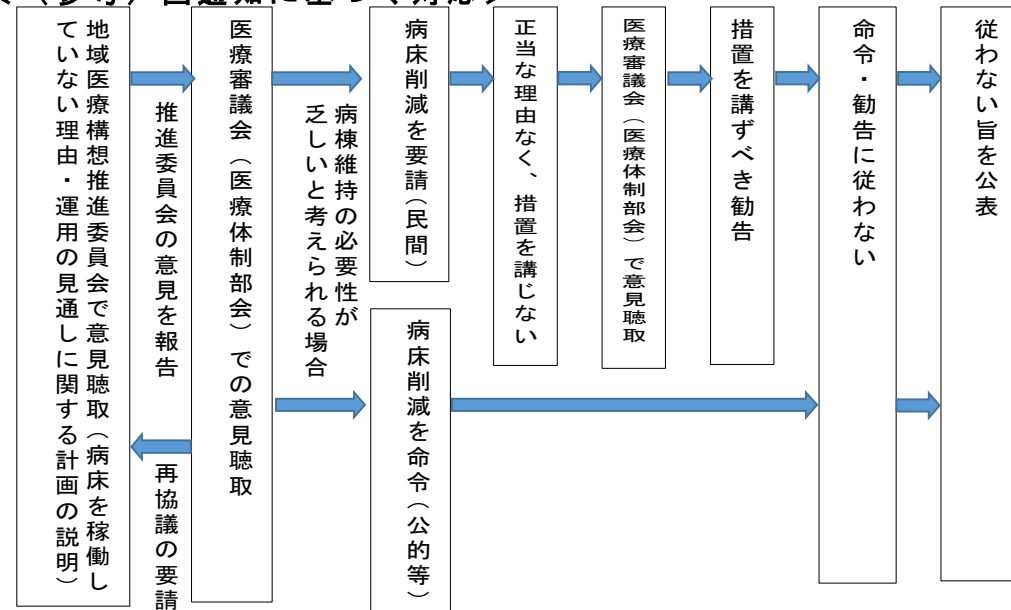 ＜（参考）国通知に基づく対応＞
地域医療構想推進委員会で意見聴取（病床を稼働し
ていない理由・運用の見通しに関する計画の説明）
推進委員会の意見を報告
再協議の要請
医療審議会（医療体制部会）での意見聴取
病棟維持の必要性が
乏しいと考えられる場合
病床削減を要請（民間）
病床削減を命令（公的等）
正当な理由なく、措置を講じない
医療審議会（医療体制部会）で意見聴取
措置を講ずべき勧告
命令・勧告に従わない
従わない旨を公表